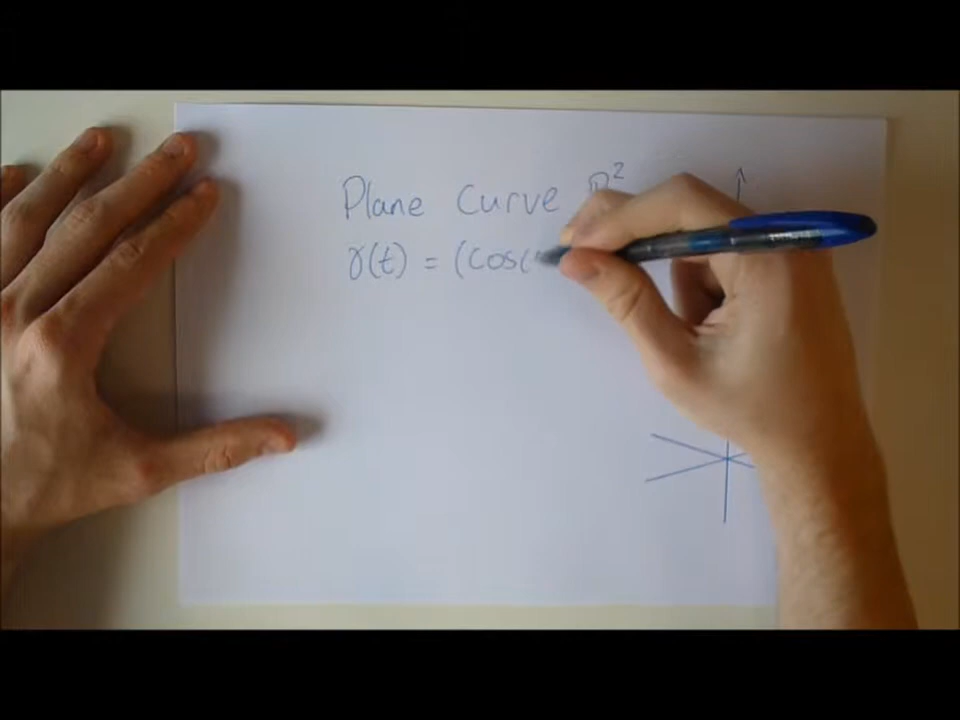 Plane Curve ℝ²
γ(t) = (cos(